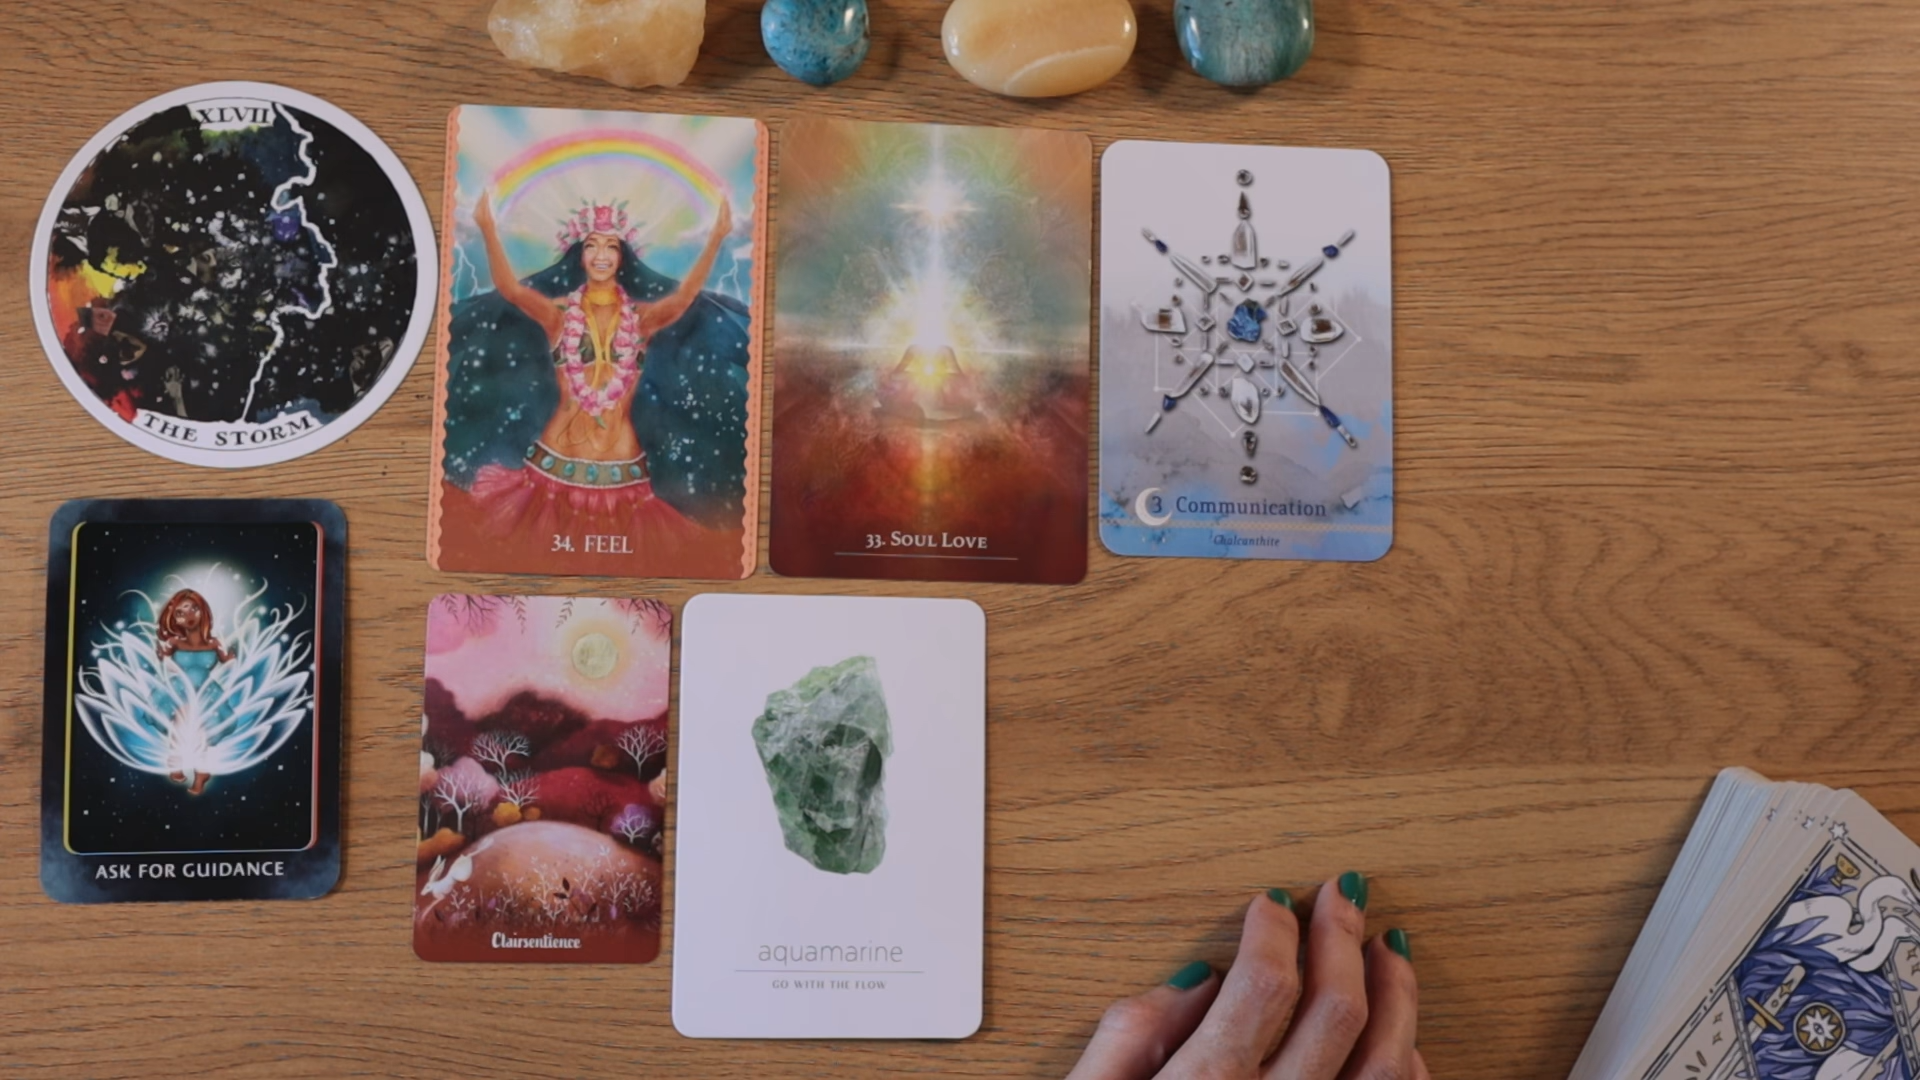 XLVII
THE STORM
34. FEEL
33. SOUL LOVE
3 Communication
Chalcanthite
ASK FOR GUIDANCE
Clairsentience
aquamarine
GO WITH THE FLOW